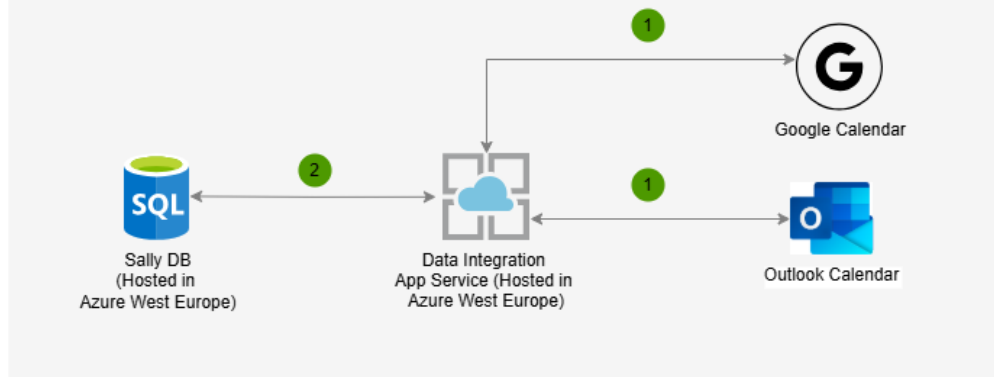 1
G
Google Calendar
2
SQL
1
O
Sally DB
(Hosted in
Azure West Europe)
Data Integration
App Service (Hosted in
Azure West Europe)
Outlook Calendar